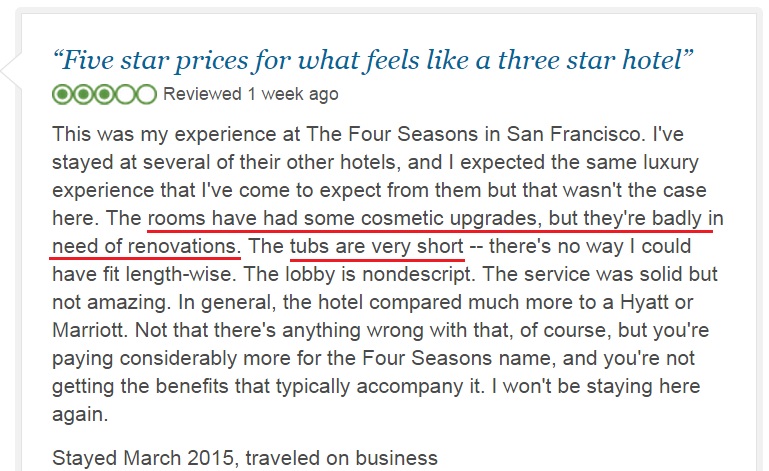 “Five star prices for what feels like a three star hotel”
Reviewed 1 week ago
This was my experience at The Four Seasons in San Francisco. I've
stayed at several of their other hotels, and I expected the same luxury
experience that I've come to expect from them but that wasn't the case
here. The rooms have had some cosmetic upgrades, but they're badly in
need of renovations. The tubs are very short -- there's no way I could
have fit length-wise. The lobby is nondescript. The service was solid but
not amazing. In general, the hotel compared much more to a Hyatt or
Marriott. Not that there's anything wrong with that, of course, but you're
paying considerably more for the Four Seasons name, and you're not
getting the benefits that typically accompany it. I won't be staying here
again.
Stayed March 2015, traveled on business